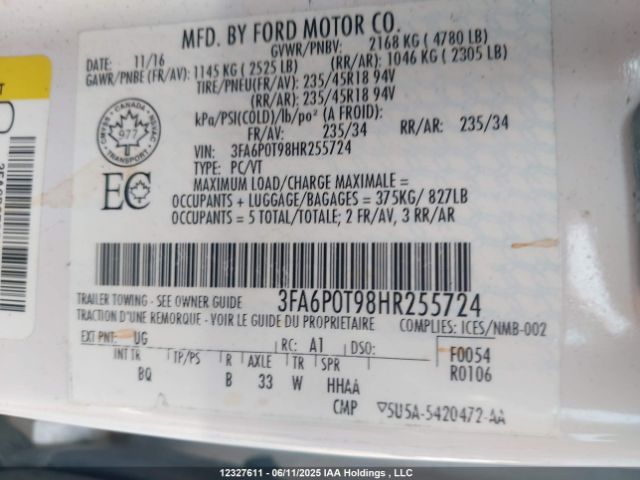 MFD. BY FORD MOTOR CO.
DATE: 11/16 GVWR/PNBV: 2168 KG ( 4780 LB)
GAWR/PNBE (FR/AV): 1145 KG ( 2525 LB) (RR/AR): 1046 KG ( 2305 LB)
TIRE/PNEU(FR/AV): 235/45R18 94V
(RR/AR): 235/45R18 94V
kPa/PSI(COLD)/lb/po² (A FROID):
FR/AV: 235/34 RR/AR: 235/34
CANADA
977
TRANSPORT
VIN: 3FA6P0T98HR255724
TYPE: PC/VT
MAXIMUM LOAD/CHARGE MAXIMALE =
OCCUPANTS + LUGGAGE/BAGAGES = 375KG/ 827LB
OCCUPANTS = 5 TOTAL/TOTALE; 2 FR/AV, 3 RR/AR
EC
3FA6P0T98HR255724
TRAILER TOWING - SEE OWNER GUIDE
TRACTION D'UNE REMORQUE - VOIR LE GUIDE DU PROPRIETAIRE
COMPLIES: ICES/NMB-002
EXT PNT: UG RC: A1 DSO: F0054
INT TR TP/PS R AXLE TR SPR R0106
BQ B 33 W HHAA
CMP ▽5U5A-5420472-AA
12327611 - 06/11/2025 IAA Holdings , LLC